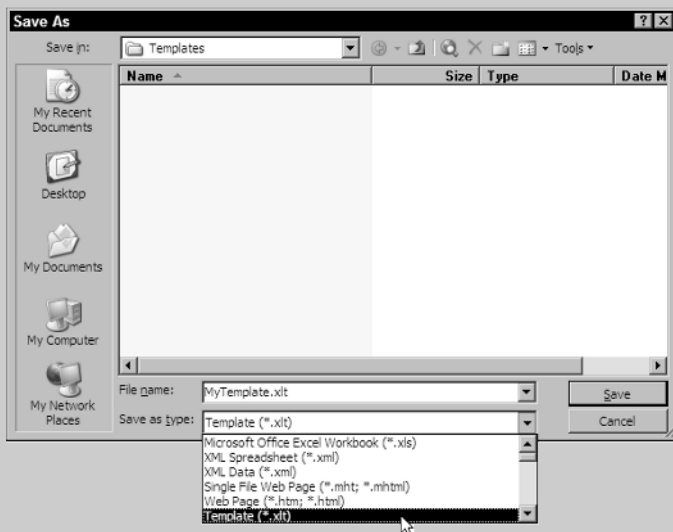 Save As
Save in:
Templates
Tools
Name
Size
Type
Date M
My Recent
Documents
Desktop
My Documents
My Computer
My Network
Places
File name:
MyTemplate.xlt
Save
Save as type:
Template (*.xlt)
Cancel
Microsoft Office Excel Workbook (*.xls)
XML Spreadsheet (*.xml)
XML Data (*.xml)
Single File Web Page (*.mht; *.mhtml)
Web Page (*.htm; *.html)
Template (*.xlt)